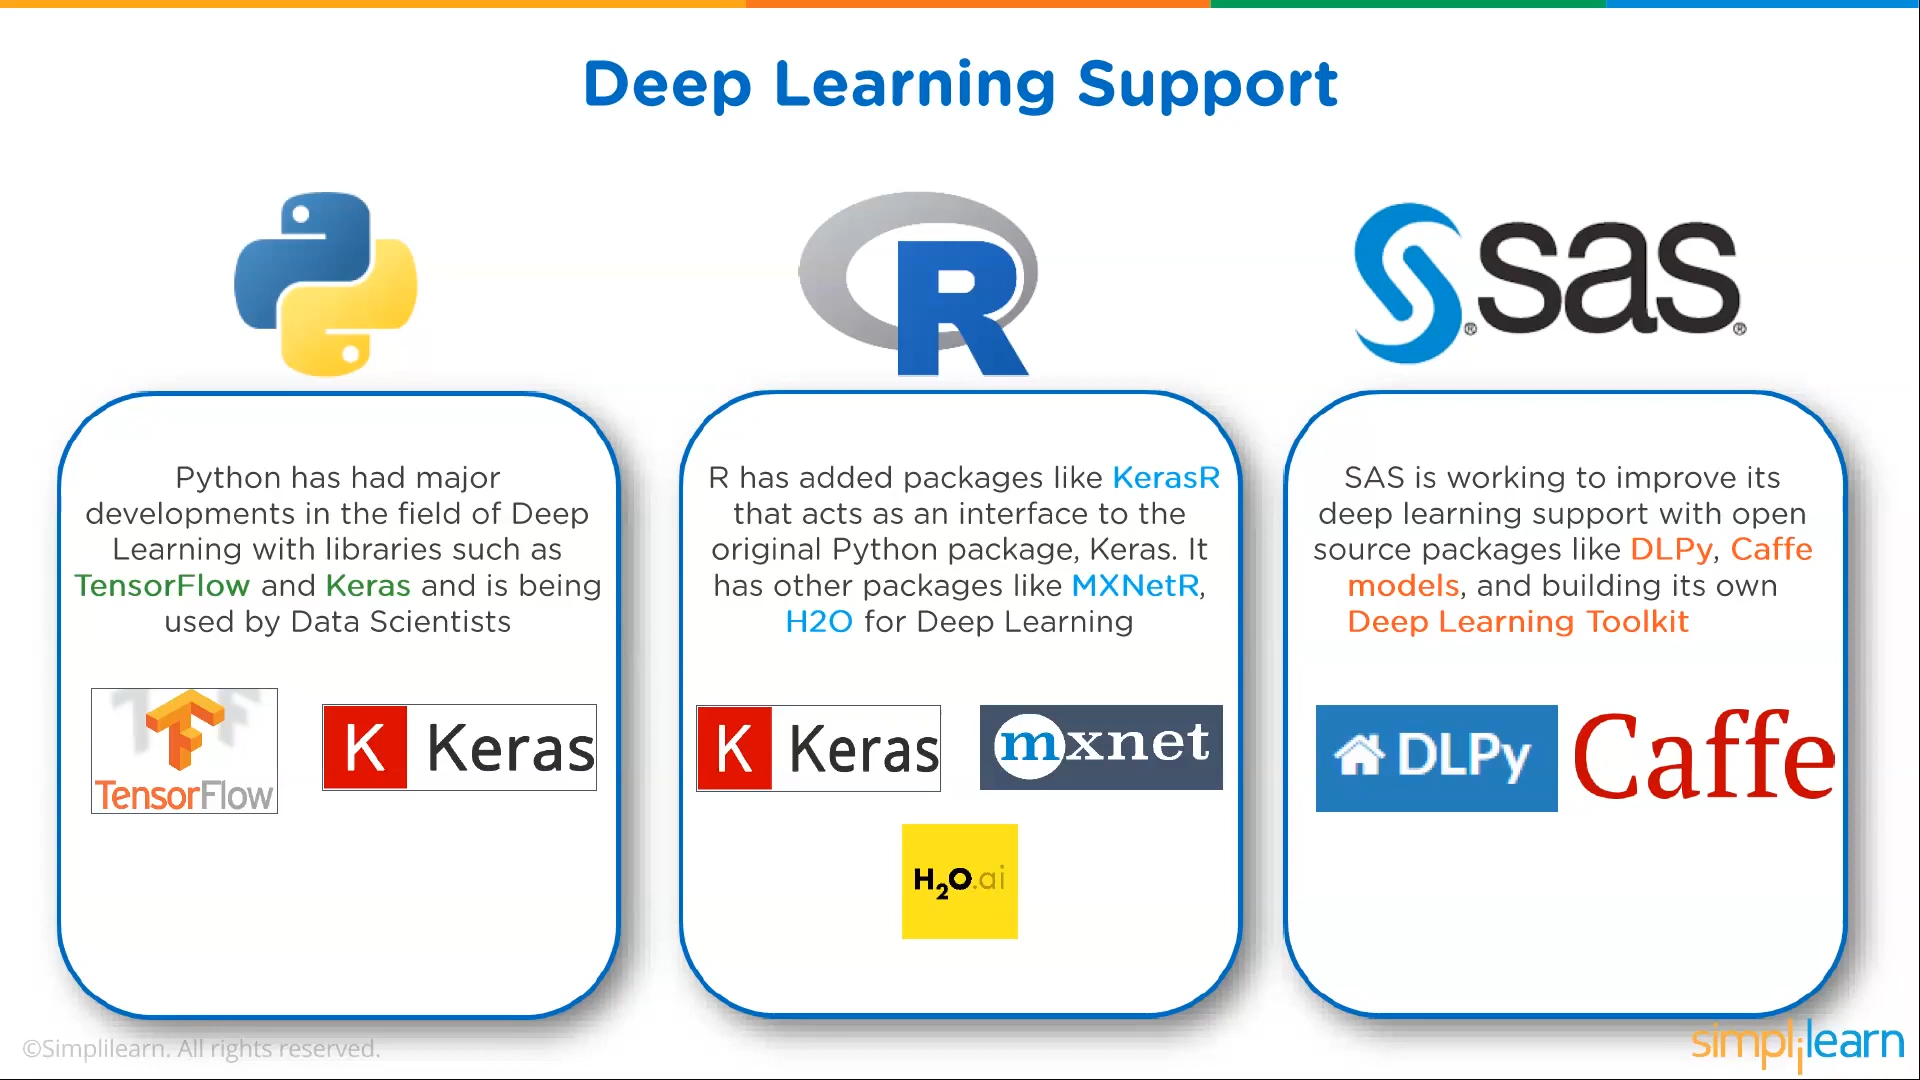 Deep Learning Support
R
S® sas®
Python has had major
developments in the field of Deep
Learning with libraries such as
TensorFlow and Keras and is being
used by Data Scientists
TensorFlow
K Keras
R has added packages like KerasR
that acts as an interface to the
original Python package, Keras. It
has other packages like MXNetR,
H2O for Deep Learning
K Keras
mxnet
H2O.ai
SAS is working to improve its
deep learning support with open
source packages like DLPy, Caffe
models, and building its own
Deep Learning Toolkit
DLPy
Caffe
©Simplilearn. All rights reserved.
simplilearn